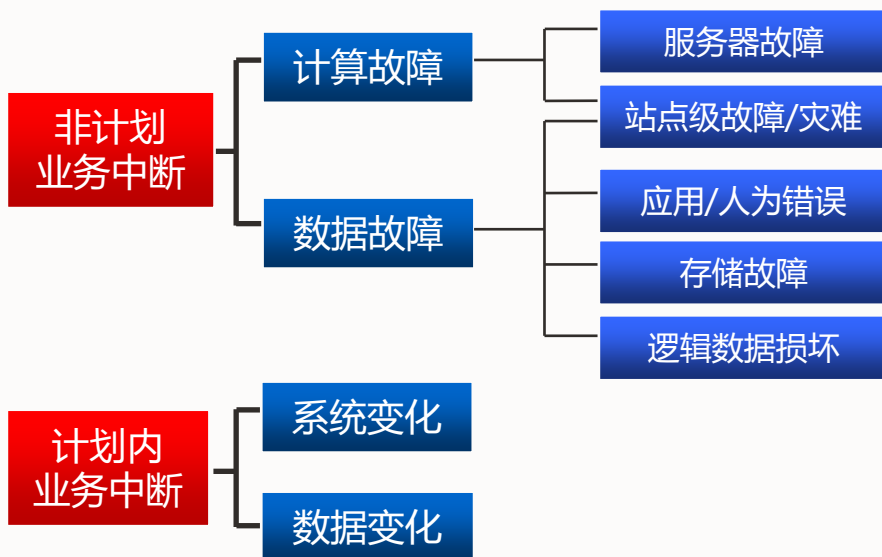 非计划
业务中断
计算故障
数据故障
服务器故障
站点级故障/灾难
应用/人为错误
存储故障
逻辑数据损坏
计划内
业务中断
系统变化
数据变化